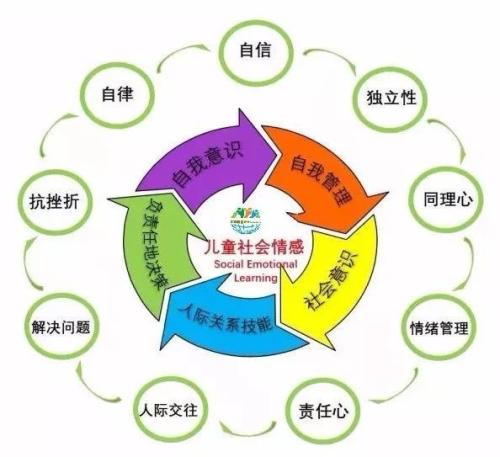 自信
独立性
同理心
情绪管理
责任心
人际交往
解决问题
抗挫折
自律
自我意识
自我管理
社会意识
人际关系技能
负责任地决策
儿童社会情感
Social Emotional
Learning